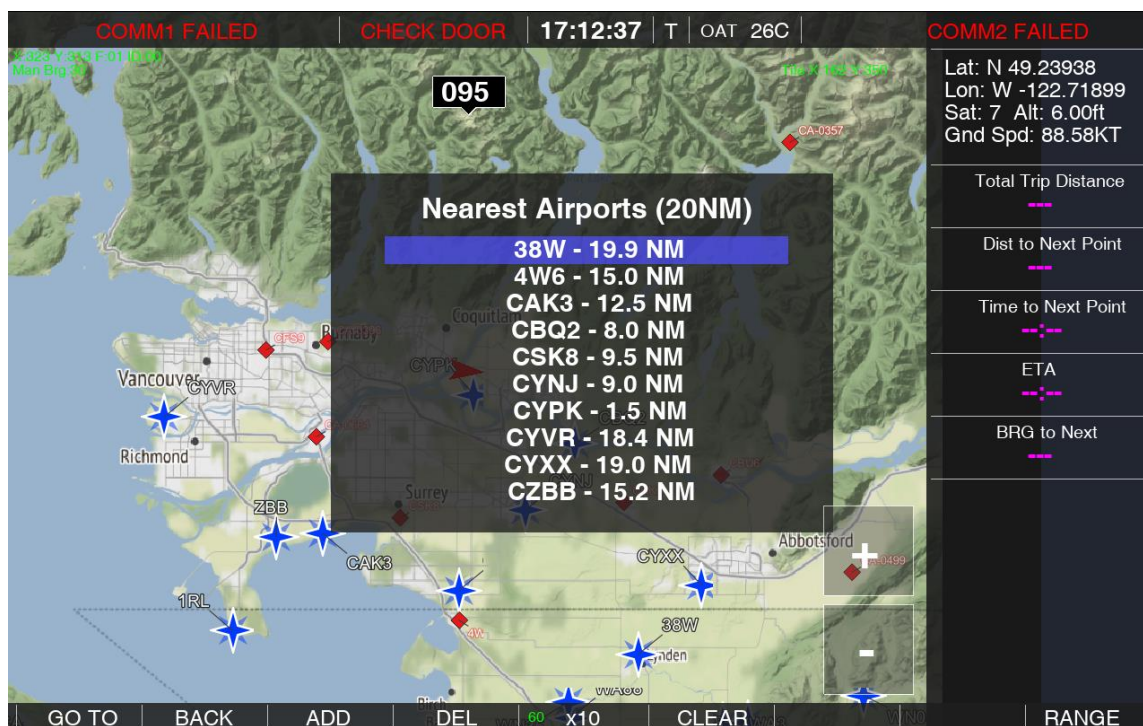 COMM1 FAILED
CHECK DOOR
17:12:37
T
OAT 26C
COMM2 FAILED
Man Brg
095
Lat: N 49.23938
Lon: W -122.71899
Sat: 7 Alt: 6.00ft
Gnd Spd: 88.58KT
Total Trip Distance
---
Dist to Next Point
---
Time to Next Point
--:--
ETA
--:--
BRG to Next
---
CA-0357
Nearest Airports (20NM)
38W - 19.9 NM
4W6 - 15.0 NM
CAK3 - 12.5 NM
CBQ2 - 8.0 NM
CSK8 - 9.5 NM
CYNJ - 9.0 NM
CYPK - 1.5 NM
CYVR - 18.4 NM
CYXX - 19.0 NM
CZBB - 15.2 NM
Coquitlam
Burnaby
CFS9
CYPK
Vancouver
CYVR
Richmond
Surrey
ZBB
CAK3
Abbotsford
CYXX
+
1RL
4W
38W
-
GO TO
BACK
ADD
DEL
60
x10
CLEAR
RANGE